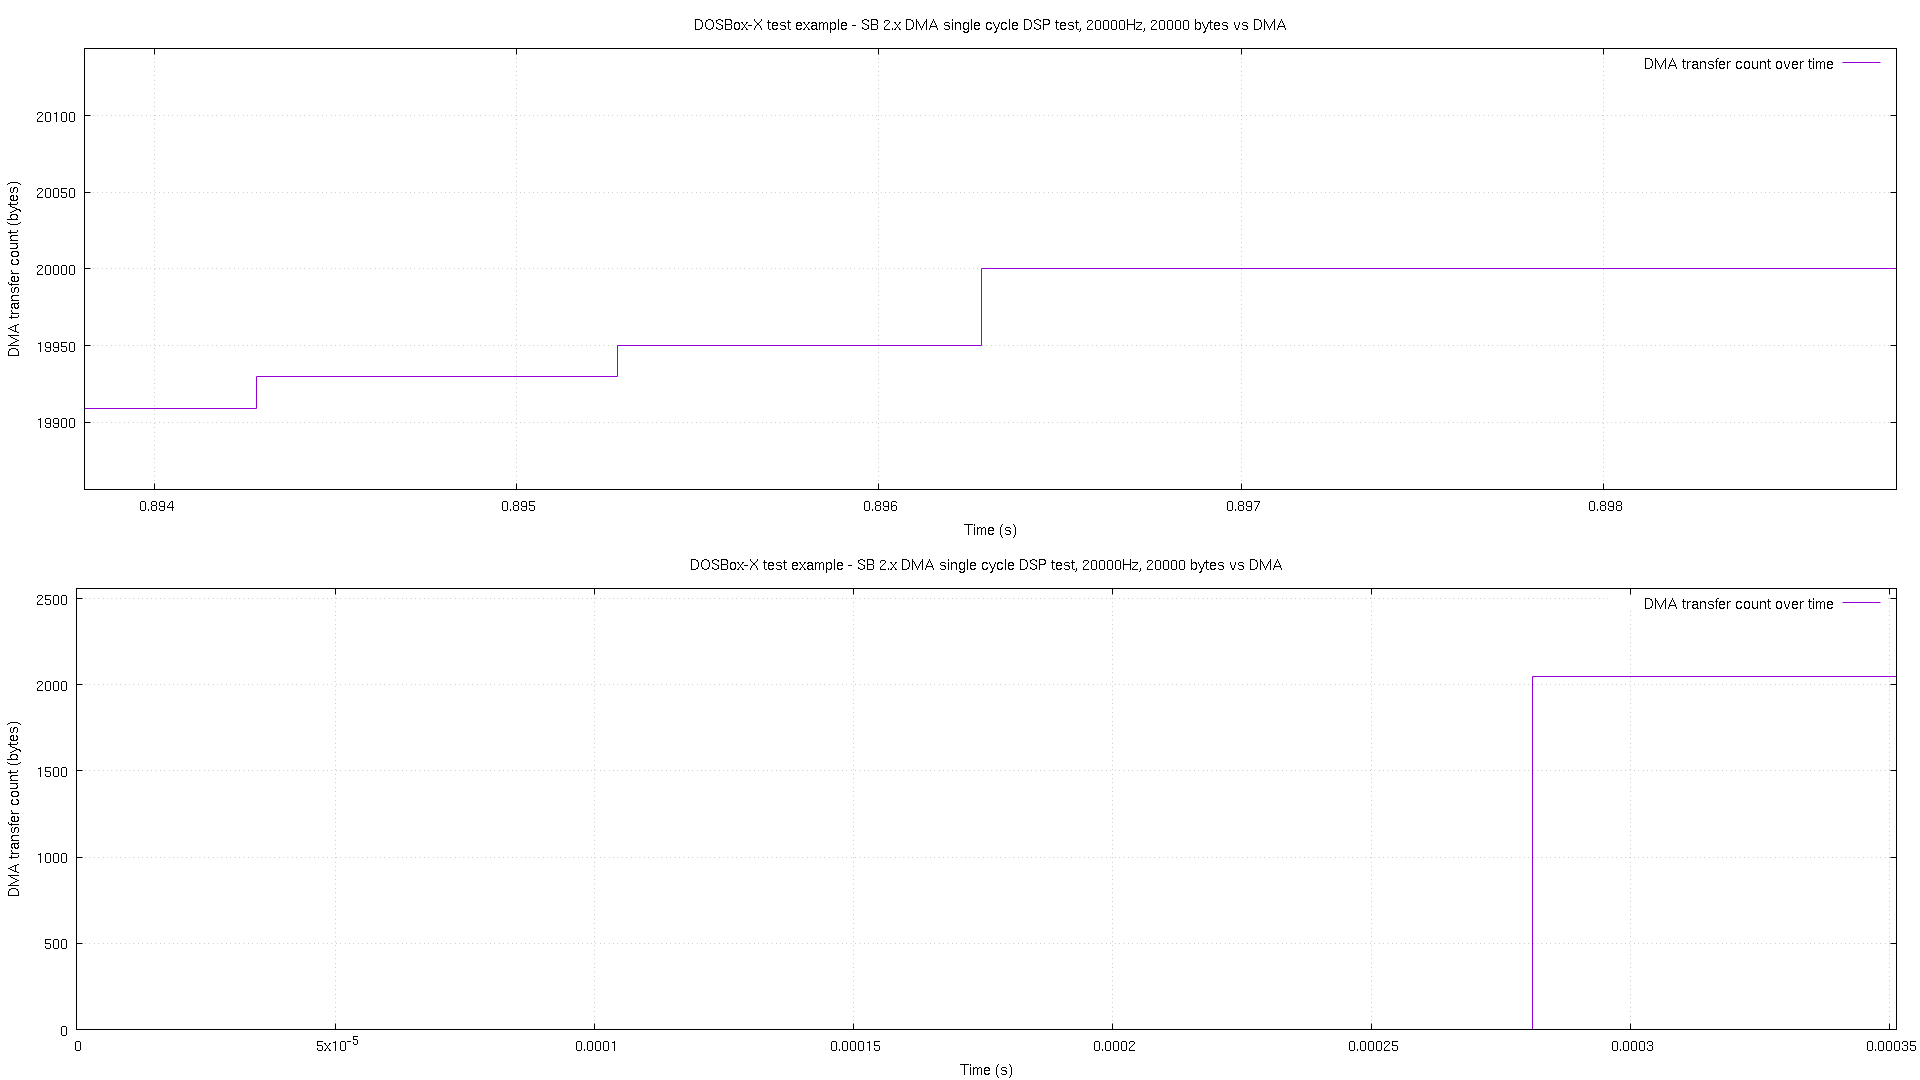 DOSBox-X test example - SB 2.x DMA single cycle DSP test, 20000Hz, 20000 bytes vs DMA
DMA transfer count over time
DMA transfer count (bytes)
20100
20050
20000
19950
19900
0.894 0.895 0.896 0.897 0.898
Time (s)
DOSBox-X test example - SB 2.x DMA single cycle DSP test, 20000Hz, 20000 bytes vs DMA
DMA transfer count over time
DMA transfer count (bytes)
2500
2000
1500
1000
500
0
0 5x10⁻⁵ 0.0001 0.00015 0.0002 0.00025 0.0003 0.00035
Time (s)